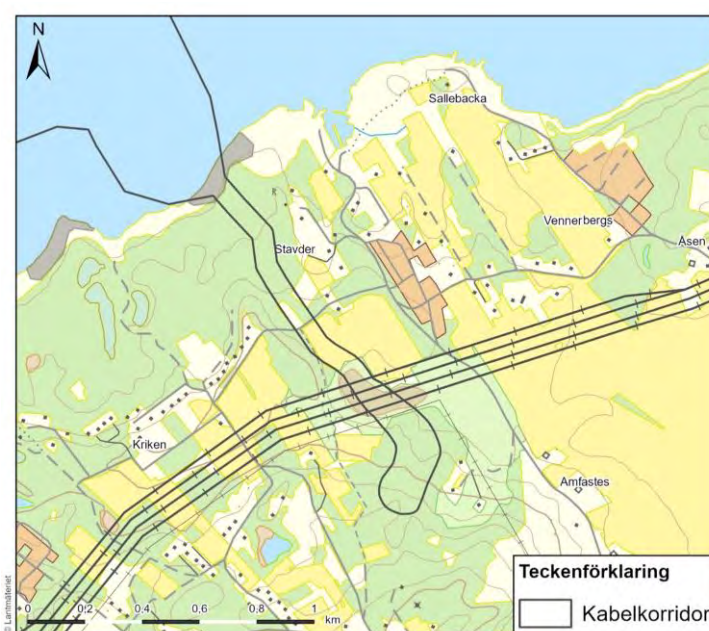 N
Sallebacka
Vennerbergs
Åsen
Stavder
Kriken
Amfastes
Teckenförklaring
Kabelkorridor
0 0,2 0,4 0,6 0,8 1
km
© Lantmäteriet